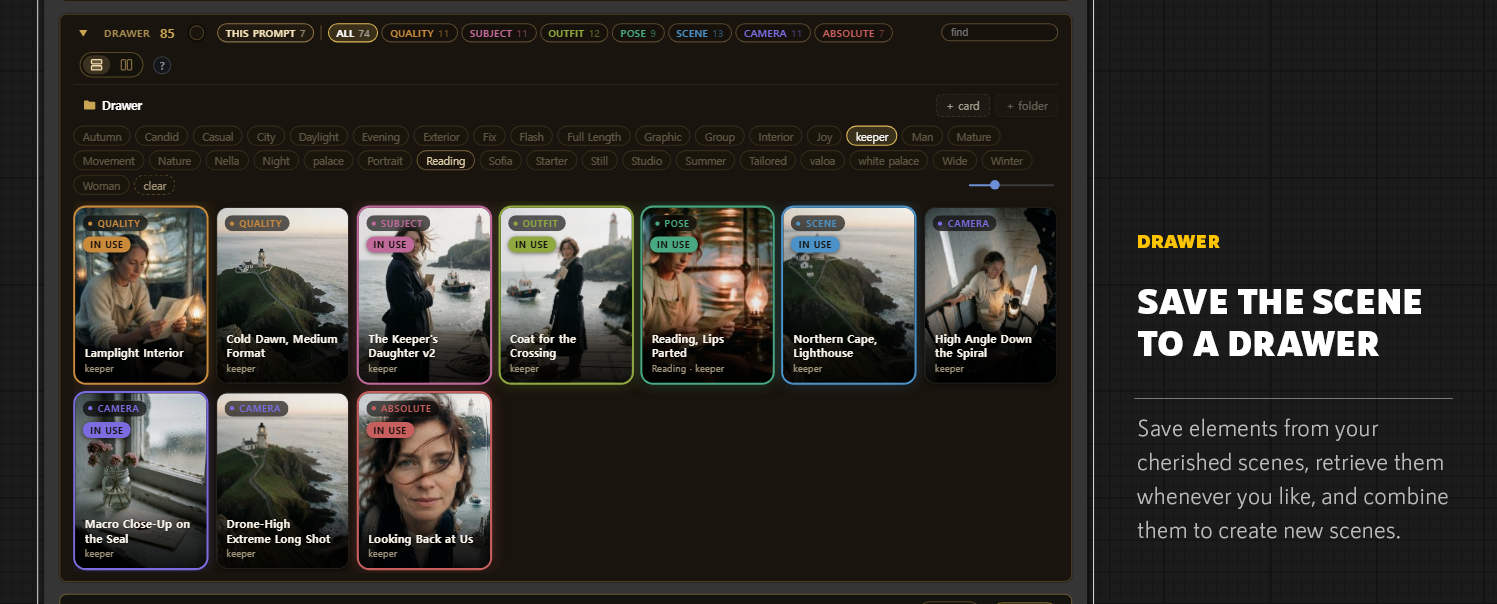 DRAWER 85 THIS PROMPT 7 ALL 74 QUALITY 11 SUBJECT 11 OUTFIT 12 POSE 9 SCENE 13 CAMERA 11 ABSOLUTE 7 find
?
Drawer + card + folder
Autumn Candid Casual City Daylight Evening Exterior Fix Flash Full Length Graphic Group Interior Joy keeper Man Mature
Movement Nature Nella Night palace Portrait Reading Sofia Starter Still Studio Summer Tailored valoa white palace Wide Winter
Woman clear
QUALITY
IN USE
Lamplight Interior
keeper
QUALITY
Cold Dawn, Medium
Format
keeper
SUBJECT
IN USE
The Keeper's
Daughter v2
keeper
OUTFIT
IN USE
Coat for the
Crossing
keeper
POSE
IN USE
Reading, Lips
Parted
Reading · keeper
SCENE
IN USE
Northern Cape,
Lighthouse
keeper
CAMERA
High Angle Down
the Spiral
keeper
CAMERA
IN USE
Macro Close-Up on
the Seal
keeper
CAMERA
Drone-High
Extreme Long Shot
keeper
ABSOLUTE
IN USE
Looking Back at Us
keeper
DRAWER
SAVE THE SCENE
TO A DRAWER
Save elements from your
cherished scenes, retrieve them
whenever you like, and combine
them to create new scenes.